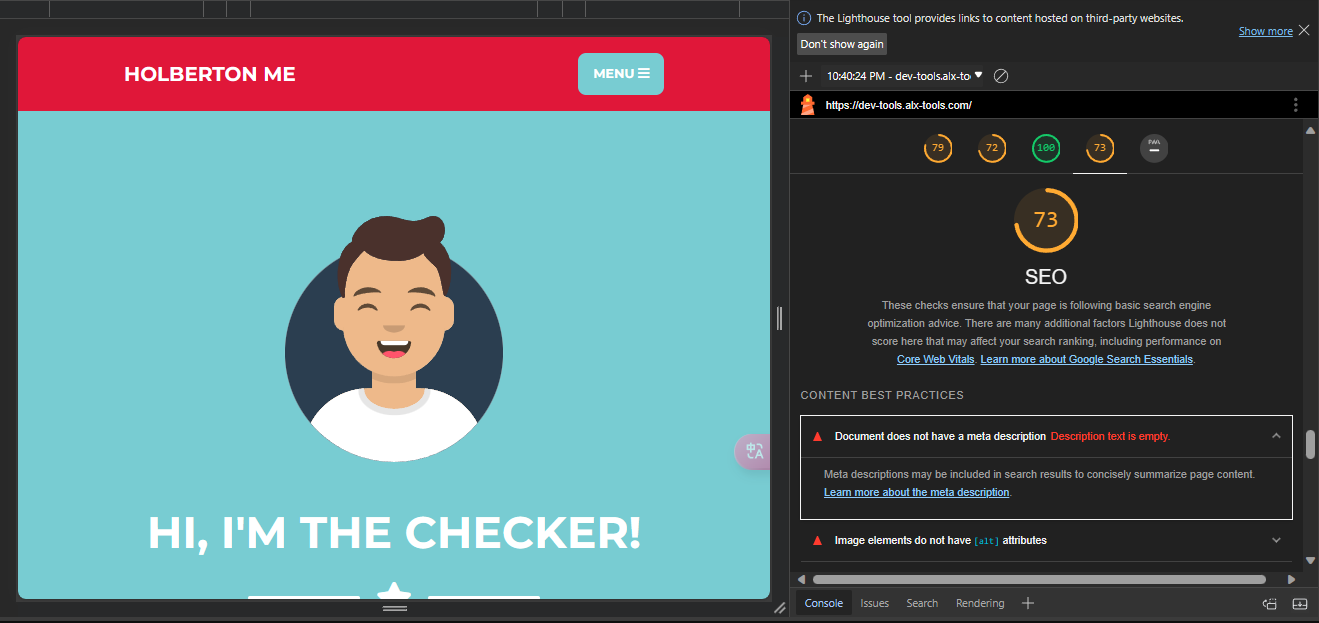 HOLBERTON ME
MENU
HI, I'M THE CHECKER!
The Lighthouse tool provides links to content hosted on third-party websites.
Don't show again
Show more
10:40:24 PM - dev-tools.alx-to
https://dev-tools.alx-tools.com/
79
72
100
73
PWA
73
SEO
These checks ensure that your page is following basic search engine
optimization advice. There are many additional factors Lighthouse does not
score here that may affect your search ranking, including performance on
Core Web Vitals. Learn more about Google Search Essentials.
CONTENT BEST PRACTICES
Document does not have a meta description Description text is empty.
Meta descriptions may be included in search results to concisely summarize page content.
Learn more about the meta description.
Image elements do not have [alt] attributes
Console Issues Search Rendering